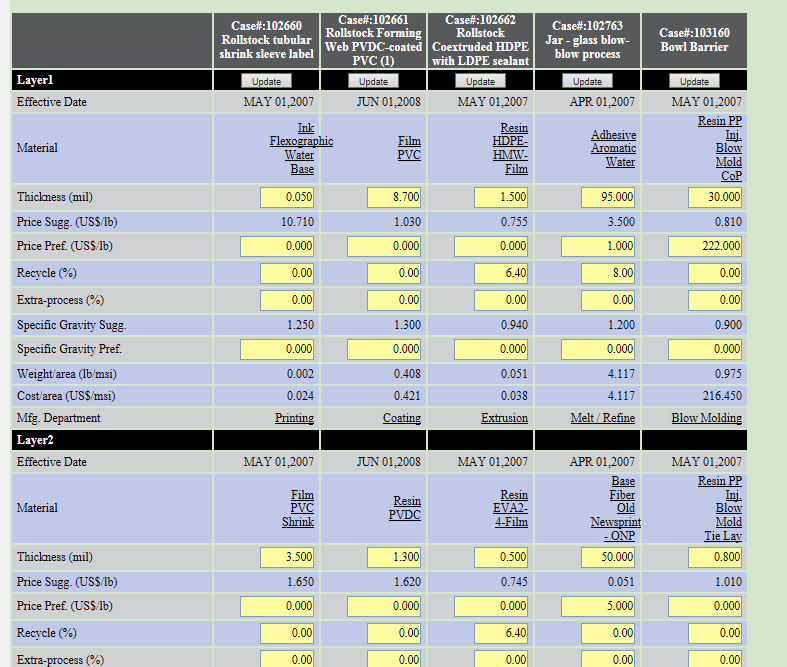 Case#:102660 Rollstock tubular shrink sleeve label Case#:102661 Rollstock Forming Web PVDC-coated PVC (1) Case#:102662 Rollstock Coextruded HDPE with LDPE sealant Case#:102763 Jar - glass blow-blow process Case#:103160 Bowl Barrier
Layer1 Update Update Update Update Update
Effective Date MAY 01,2007 JUN 01,2008 MAY 01,2007 APR 01,2007 MAY 01,2007
Material Ink Flexographic Water Base Film PVC Resin HDPE-HMW-Film Adhesive Aromatic Water Resin PP Inj. Blow Mold CoP
Thickness (mil) 0.050 8.700 1.500 95.000 30.000
Price Sugg. (US$/lb) 10.710 1.030 0.755 3.500 0.810
Price Pref. (US$/lb) 0.000 0.000 0.000 1.000 222.000
Recycle (%) 0.00 0.00 6.40 8.00 0.00
Extra-process (%) 0.00 0.00 0.00 0.00 0.00
Specific Gravity Sugg. 1.250 1.300 0.940 1.200 0.900
Specific Gravity Pref. 0.000 0.000 0.000 0.000 0.000
Weight/area (lb/msi) 0.002 0.408 0.051 4.117 0.975
Cost/area (US$/msi) 0.024 0.421 0.038 4.117 216.450
Mfg. Department Printing Coating Extrusion Melt / Refine Blow Molding
Layer2
Effective Date MAY 01,2007 JUN 01,2008 MAY 01,2007 APR 01,2007 MAY 01,2007
Material Film PVC Shrink Resin PVDC Resin EVA2-4-Film Base Fiber Old Newsprint - ONP Resin PP Inj. Blow Mold Tie Lay
Thickness (mil) 3.500 1.300 0.500 50.000 0.800
Price Sugg. (US$/lb) 1.650 1.620 0.745 0.051 1.010
Price Pref. (US$/lb) 0.000 0.000 0.000 5.000 0.000
Recycle (%) 0.00 0.00 6.40 0.00 0.00
Extra-process (%) 0.00 0.00 0.00 0.00 0.00